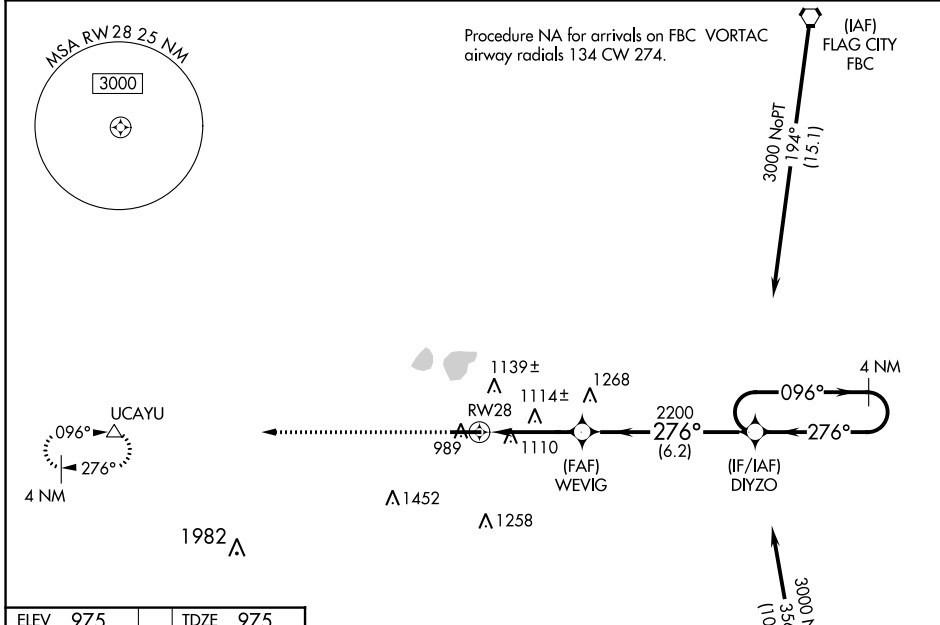 MSA RW28 25 NM
3000
Procedure NA for arrivals on FBC VORTAC
airway radials 134 CW 274.
(IAF)
FLAG CITY
FBC
3000 NoPT
194°
(15.1)
4 NM
096°
276°
1139±
1114±
1268
RW28
989
1110
2200
276°
(6.2)
(FAF)
WEVIG
(IF/IAF)
DIYZO
UCAYU
096°
276°
4 NM
1452
1258
1982
3000
ELEV 975
TDZE 975